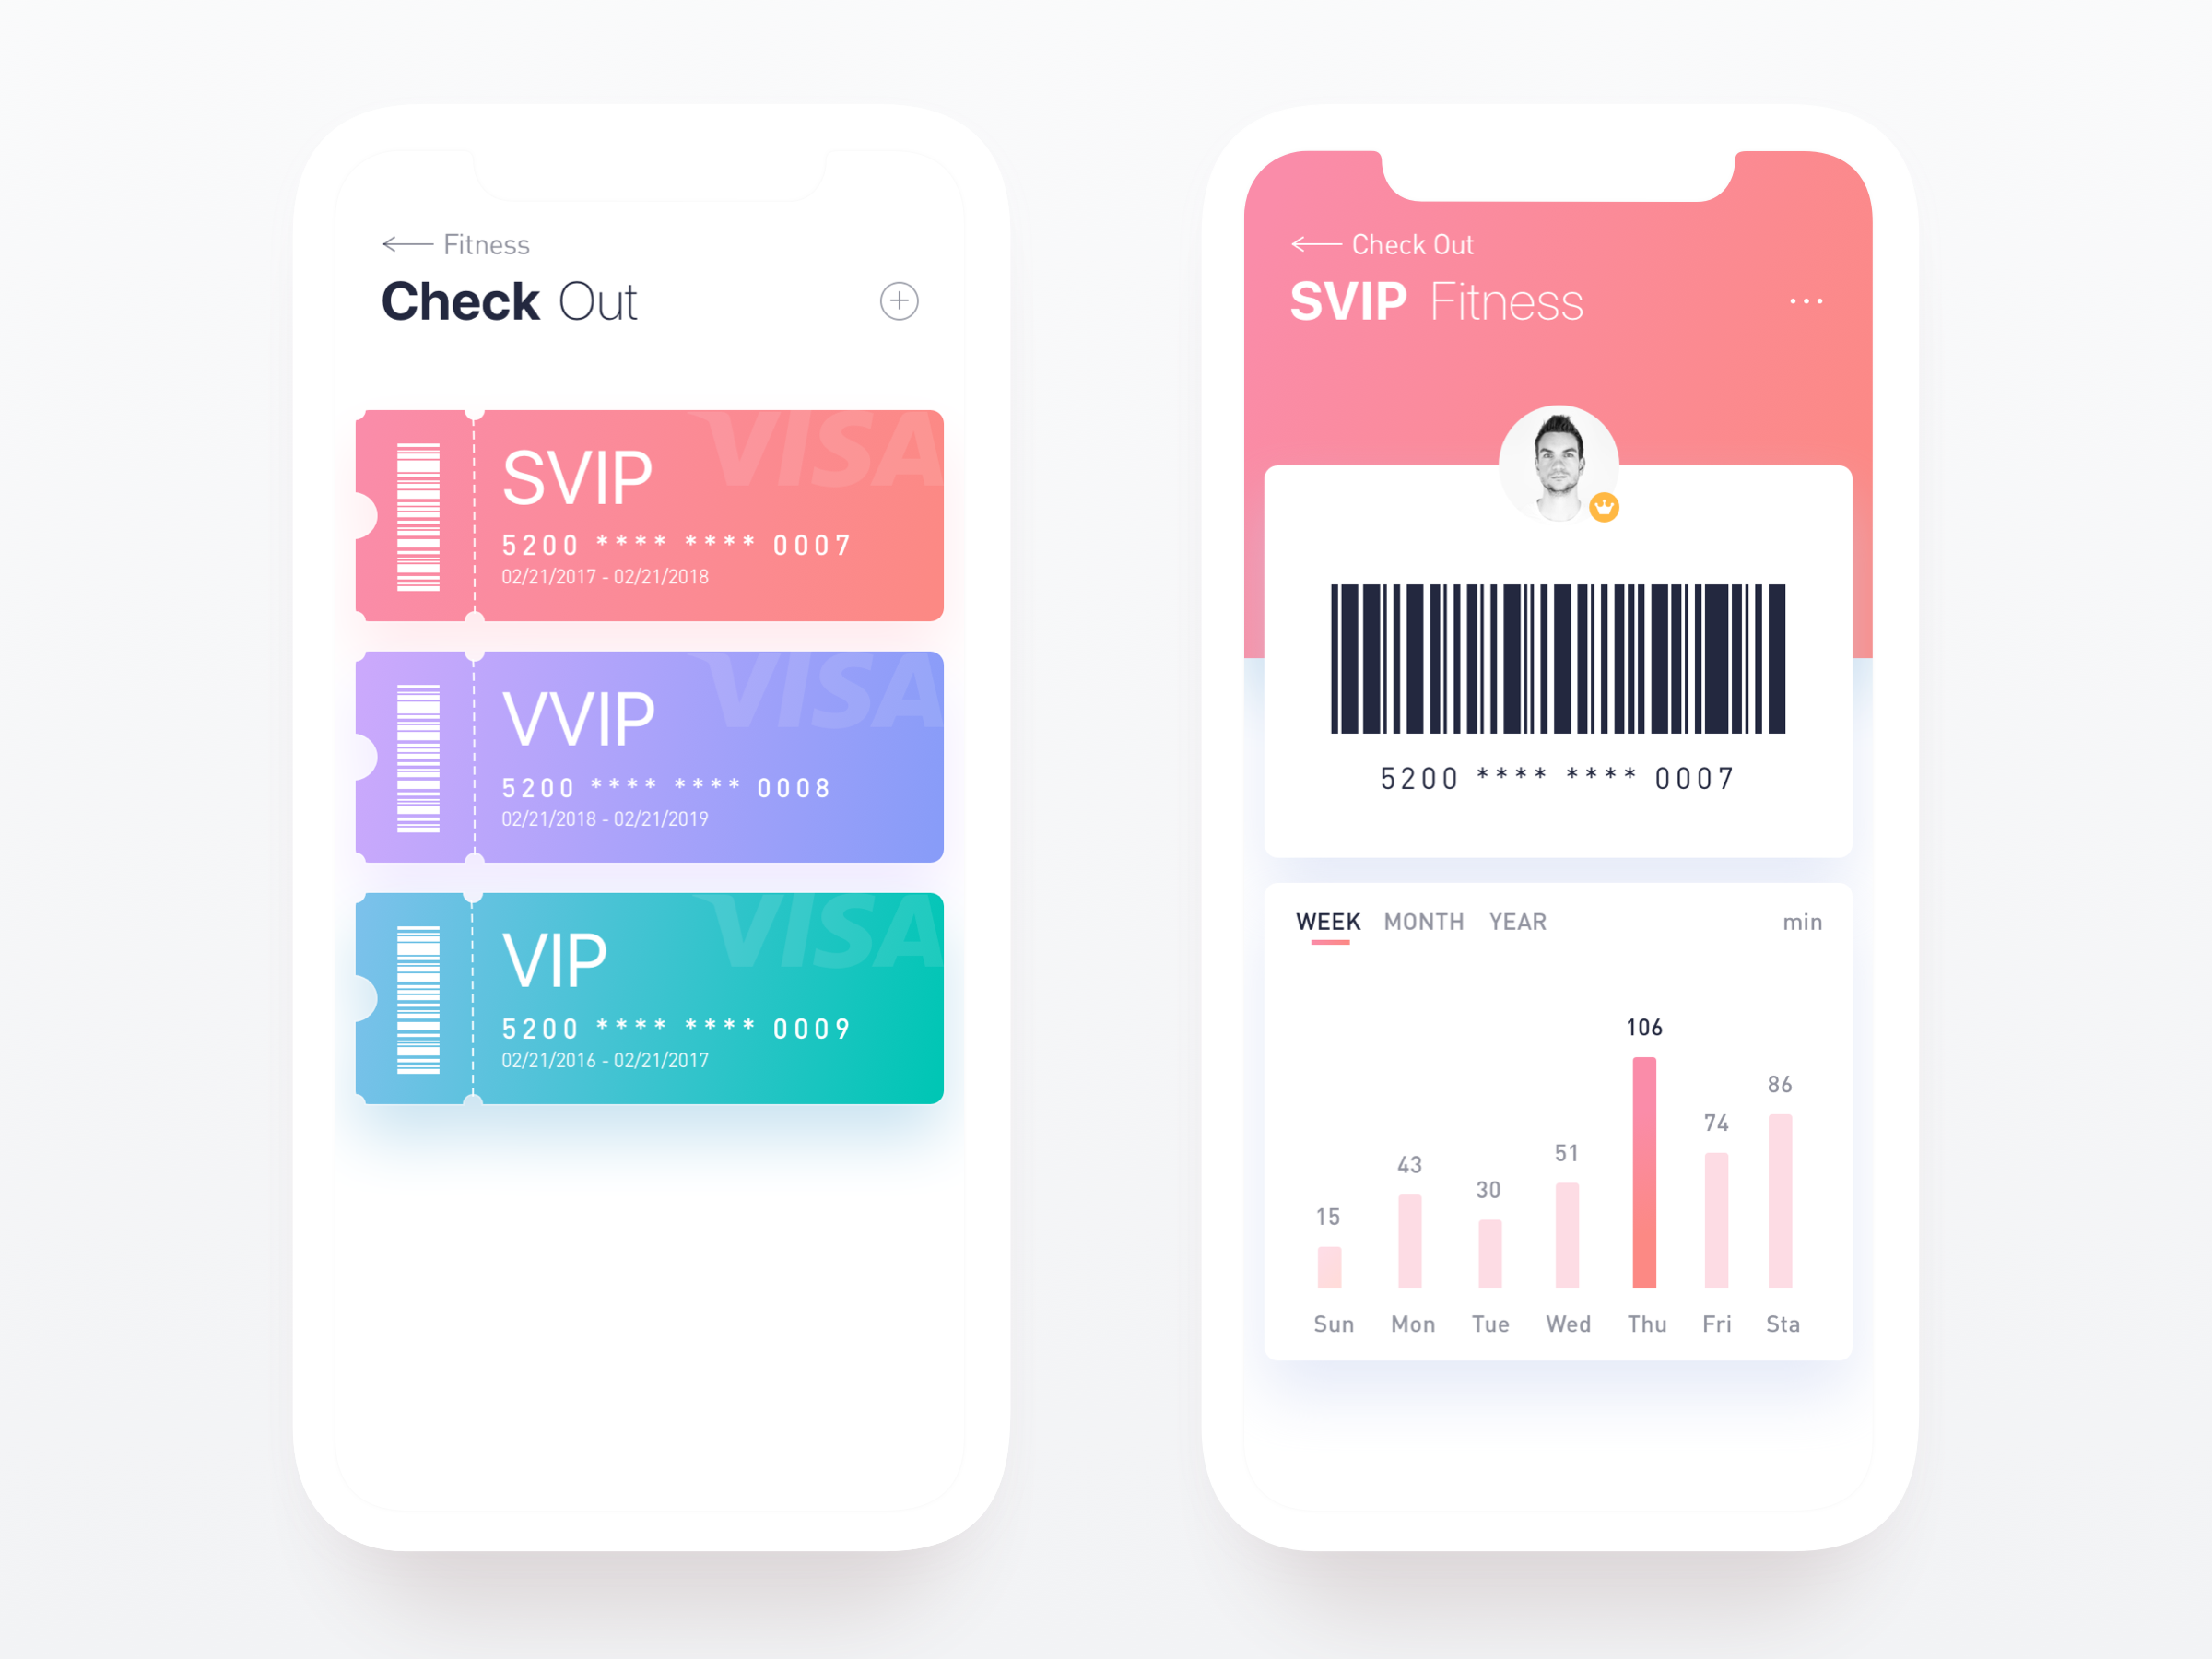 Fitness
Check Out
VISA
SVIP
5200 **** **** 0007
02/21/2017 - 02/21/2018
VISA
VVIP
5200 **** **** 0008
02/21/2018 - 02/21/2019
VISA
VIP
5200 **** **** 0009
02/21/2016 - 02/21/2017
Check Out
SVIP Fitness
5200 **** **** 0007
WEEK MONTH YEAR min
15 43 30 51 106 74 86
Sun Mon Tue Wed Thu Fri Sta